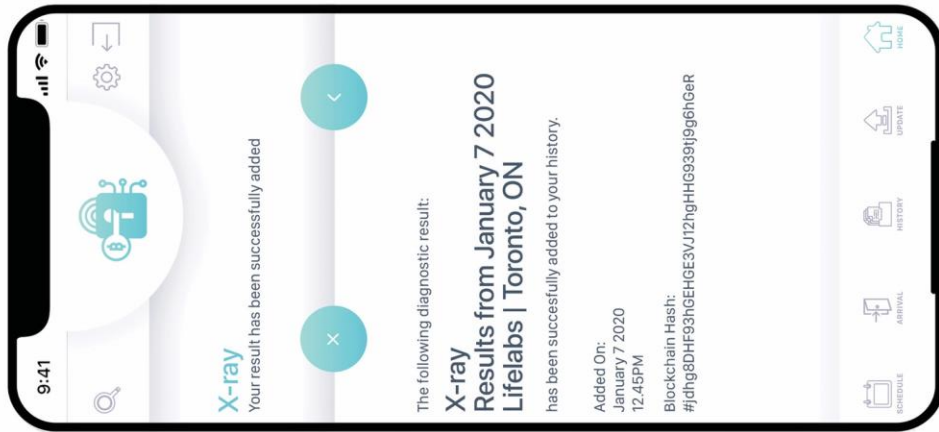 9:41
X-ray
Your result has been successfully added
The following diagnostic result:
X-ray
Results from January 7 2020
Lifelabs | Toronto, ON
has been succesfully added to your history.
Added On:
January 7 2020
12.45PM
Blockchain Hash:
#jdhg8DHF93hGEHGE3VJ12hgHHG939tj9g6hGeR
SCHEDULE
ARRIVAL
HISTORY
UPDATE
HOME